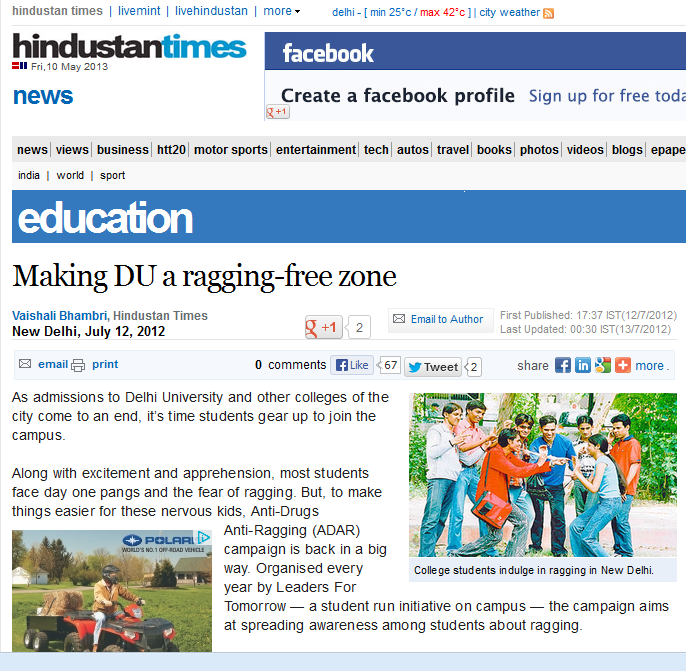 hindustan times | livemint | livehindustan | more
delhi - [ min 25°c / max 42°c ] | city weather
hindustantimes
Fri,10 May 2013
news
facebook
Create a facebook profile Sign up for free toda
g +1
news | views | business | htt20 | motor sports | entertainment | tech | autos | travel | books | photos | videos | blogs | epape
india | world | sport
education
Making DU a ragging-free zone
Vaishali Bhambri, Hindustan Times
New Delhi, July 12, 2012
g +1 2
Email to Author
First Published: 17:37 IST(12/7/2012)
Last Updated: 00:30 IST(13/7/2012)
email print
0 comments Like 67 Tweet 2
share more .
As admissions to Delhi University and other colleges of the
city come to an end, it's time students gear up to join the
campus.
Along with excitement and apprehension, most students
face day one pangs and the fear of ragging. But, to make
things easier for these nervous kids, Anti-Drugs
Anti-Ragging (ADAR)
campaign is back in a big
way. Organised every
year by Leaders For
Tomorrow — a student run initiative on campus — the campaign aims
at spreading awareness among students about ragging.
College students indulge in ragging in New Delhi.
POLARI
WORLD'S NO.1 OFF-ROAD VEHICLE